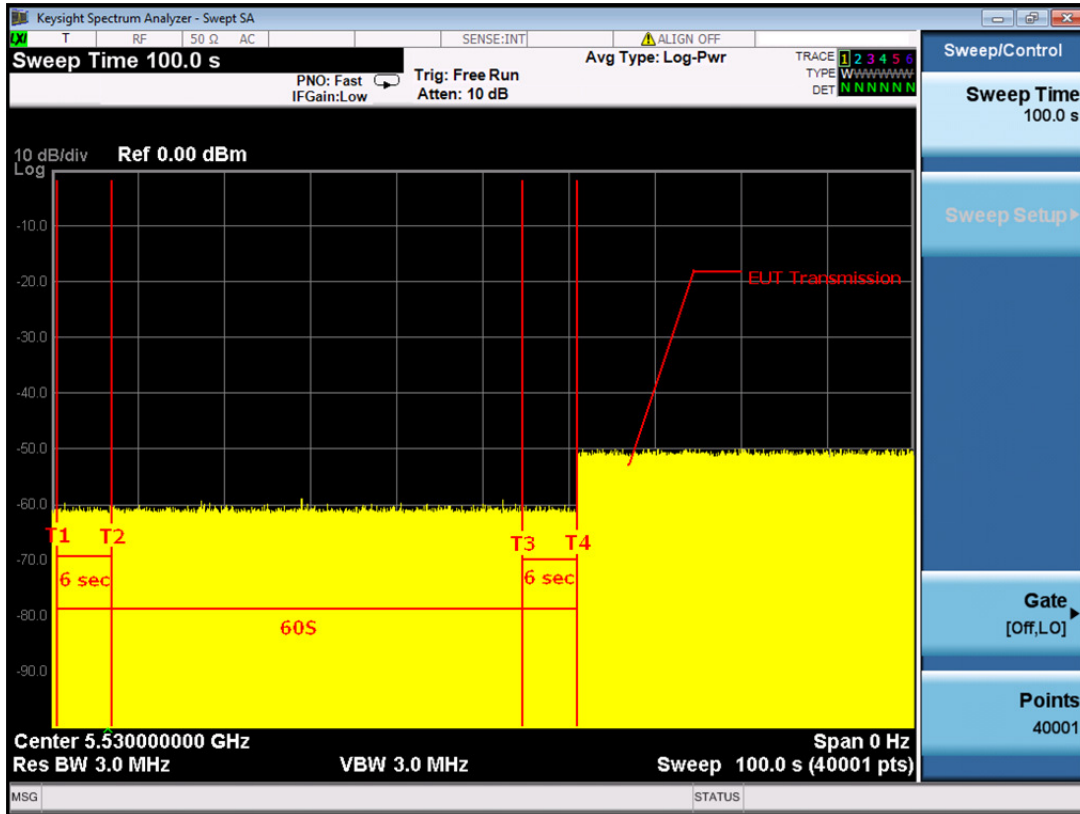 Keysight Spectrum Analyzer - Swept SA
LXI T RF 50 Ω AC SENSE:INT ALIGN OFF
Sweep Time 100.0 s
PNO: Fast
IFGain:Low
Trig: Free Run
Atten: 10 dB
Avg Type: Log-Pwr
TRACE 1 2 3 4 5 6
TYPE WWWWWW
DET N N N N N N
10 dB/div Ref 0.00 dBm
Log
-10.0
-20.0
-30.0
-40.0
-50.0
-60.0
-70.0
-80.0
-90.0
EUT Transmission
T1 T2 T3 T4
6 sec 6 sec
60S
Center 5.530000000 GHz Span 0 Hz
Res BW 3.0 MHz VBW 3.0 MHz Sweep 100.0 s (40001 pts)
MSG STATUS
Sweep/Control
Sweep Time
100.0 s
Sweep Setup
Gate
[Off,LO]
Points
40001